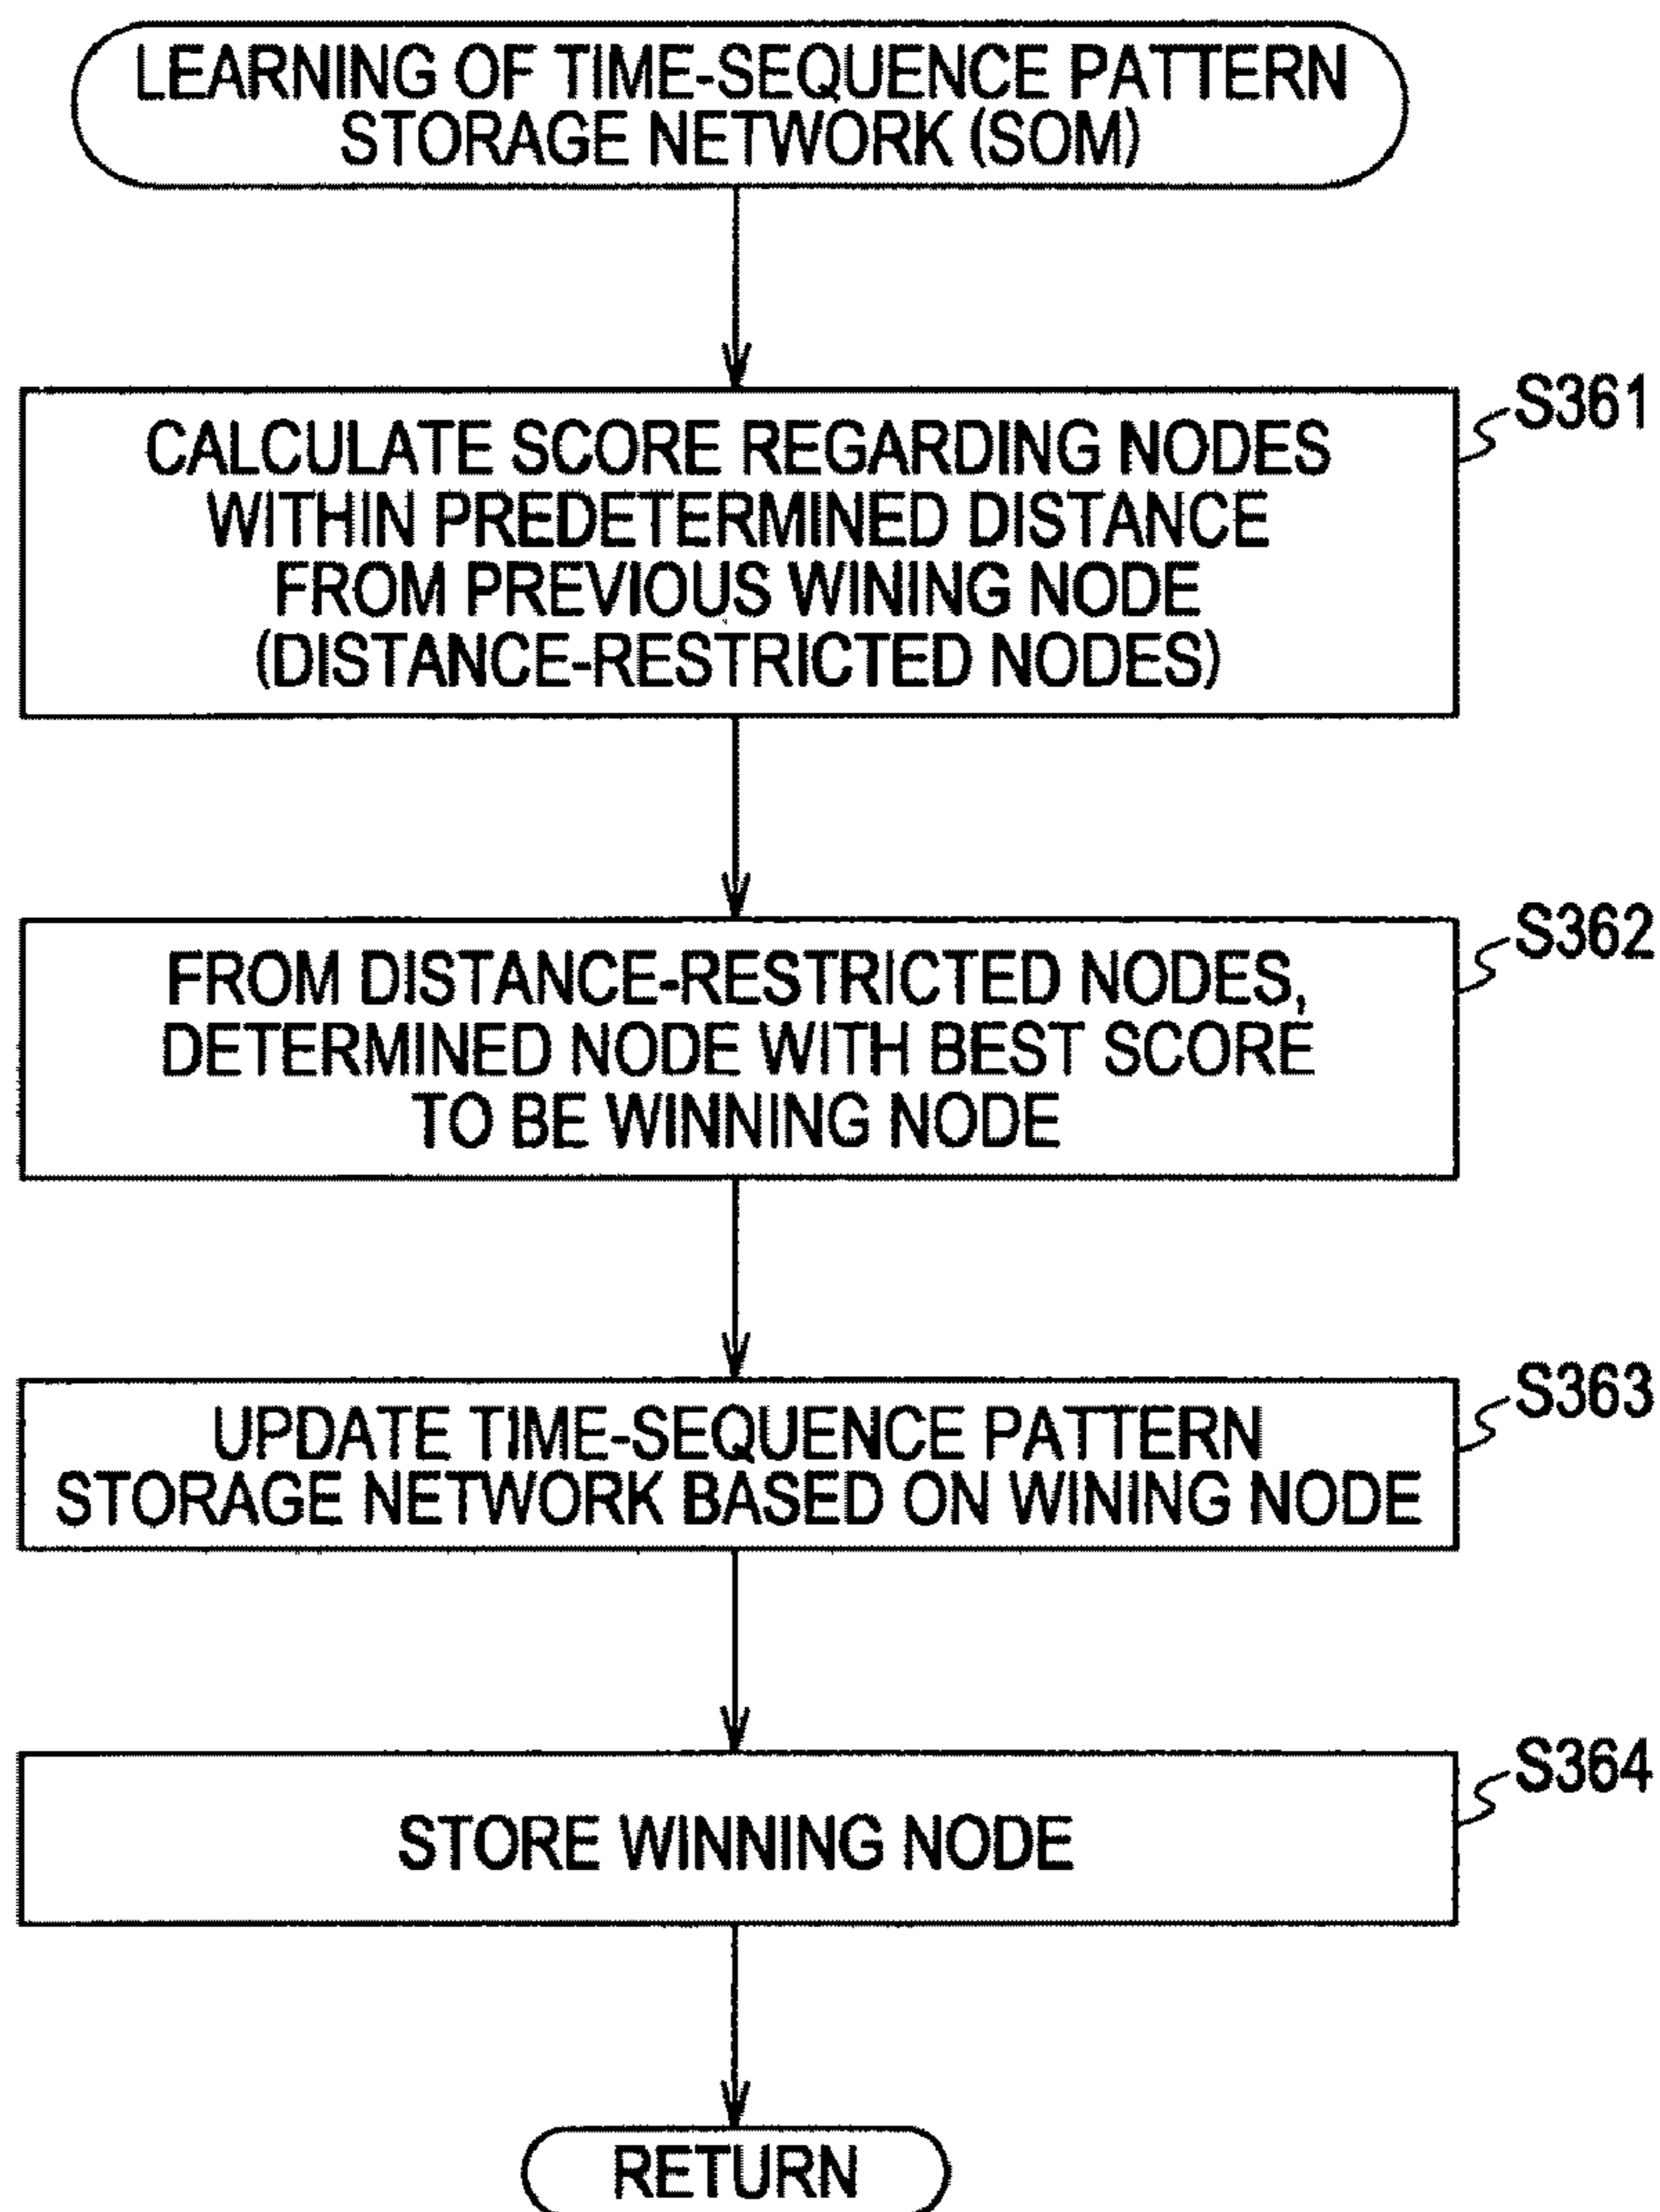 LEARNING OF TIME-SEQUENCE PATTERN
STORAGE NETWORK (SOM)
S361
CALCULATE SCORE REGARDING NODES
WITHIN PREDETERMINED DISTANCE
FROM PREVIOUS WINING NODE
(DISTANCE-RESTRICTED NODES)
S362
FROM DISTANCE-RESTRICTED NODES,
DETERMINED NODE WITH BEST SCORE
TO BE WINNING NODE
S363
UPDATE TIME-SEQUENCE PATTERN
STORAGE NETWORK BASED ON WINING NODE
S364
STORE WINNING NODE
RETURN